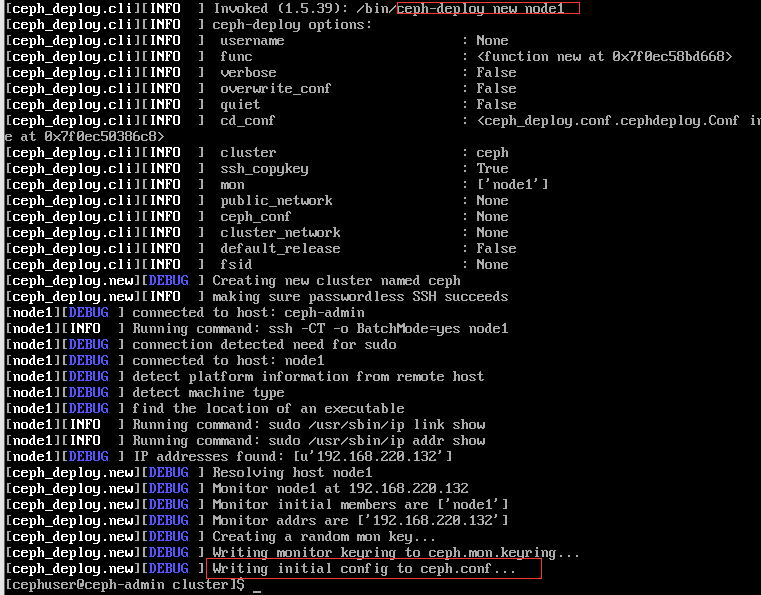 [ceph_deploy.cli][INFO  ] Invoked (1.5.39): /bin/ceph-deploy new node1
[ceph_deploy.cli][INFO  ] ceph-deploy options:
[ceph_deploy.cli][INFO  ]  username                      : None
[ceph_deploy.cli][INFO  ]  func                          : <function new at 0x7f0ec58bd668>
[ceph_deploy.cli][INFO  ]  verbose                       : False
[ceph_deploy.cli][INFO  ]  overwrite_conf                : False
[ceph_deploy.cli][INFO  ]  quiet                         : False
[ceph_deploy.cli][INFO  ]  cd_conf                       : <ceph_deploy.conf.cephdeploy.Conf in
e at 0x7f0ec50386c8>
[ceph_deploy.cli][INFO  ]  cluster                       : ceph
[ceph_deploy.cli][INFO  ]  ssh_copykey                   : True
[ceph_deploy.cli][INFO  ]  mon                           : ['node1']
[ceph_deploy.cli][INFO  ]  public_network                : None
[ceph_deploy.cli][INFO  ]  ceph_conf                     : None
[ceph_deploy.cli][INFO  ]  cluster_network               : None
[ceph_deploy.cli][INFO  ]  default_release               : False
[ceph_deploy.cli][INFO  ]  fsid                          : None
[ceph_deploy.new][DEBUG ] Creating new cluster named ceph
[ceph_deploy.new][INFO  ] making sure passwordless SSH succeeds
[node1][DEBUG ] connected to host: ceph-admin
[node1][INFO  ] Running command: ssh -CT -o BatchMode=yes node1
[node1][DEBUG ] connection detected need for sudo
[node1][DEBUG ] connected to host: node1
[node1][DEBUG ] detect platform information from remote host
[node1][DEBUG ] detect machine type
[node1][DEBUG ] find the location of an executable
[node1][INFO  ] Running command: sudo /usr/sbin/ip link show
[node1][INFO  ] Running command: sudo /usr/sbin/ip addr show
[node1][DEBUG ] IP addresses found: [u'192.168.220.132']
[ceph_deploy.new][DEBUG ] Resolving host node1
[ceph_deploy.new][DEBUG ] Monitor node1 at 192.168.220.132
[ceph_deploy.new][DEBUG ] Monitor initial members are ['node1']
[ceph_deploy.new][DEBUG ] Monitor addrs are ['192.168.220.132']
[ceph_deploy.new][DEBUG ] Creating a random mon key...
[ceph_deploy.new][DEBUG ] Writing monitor keyring to ceph.mon.keyring...
[ceph_deploy.new][DEBUG ] Writing initial config to ceph.conf...
[cephuser@ceph-admin cluster]$ _